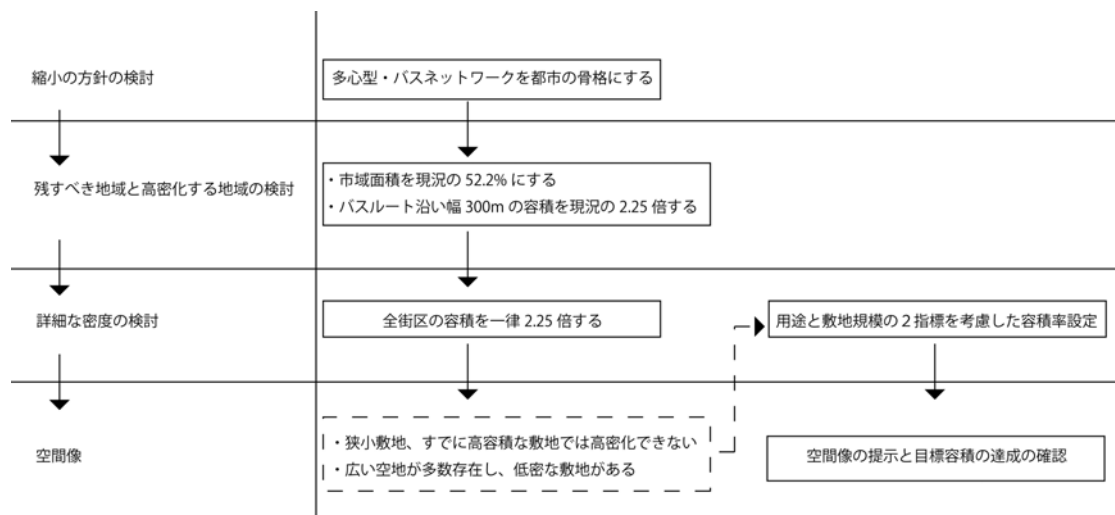 縮小の方針の検討
多心型・バスネットワークを都市の骨格にする
残すべき地域と高密化する地域の検討
・市域面積を現況の 52.2% にする
・バスルート沿い幅 300m の容積を現況の 2.25 倍する
詳細な密度の検討
全街区の容積を一律 2.25 倍する
用途と敷地規模の２指標を考慮した容積率設定
空間像
・狭小敷地、すでに高容積な敷地では高密化できない
・広い空地が多数存在し、低密な敷地がある
空間像の提示と目標容積の達成の確認